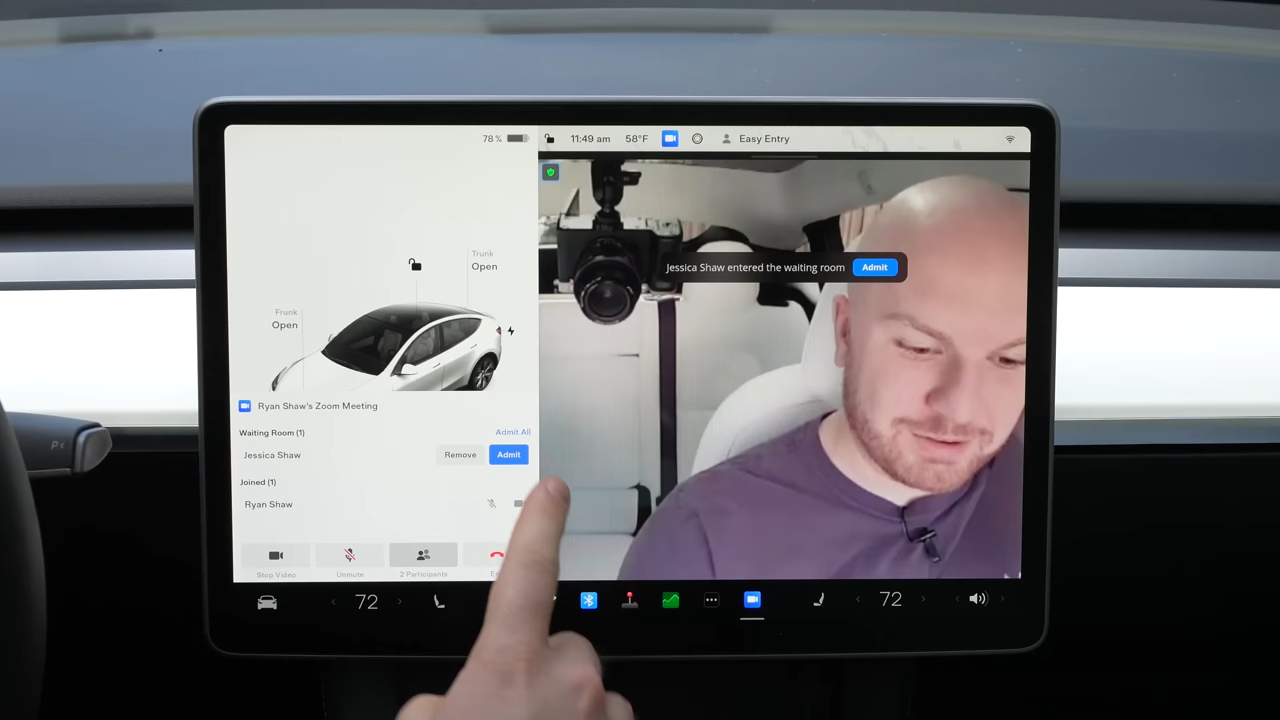 78 %
11:49 am
58°F
Easy Entry
Trunk
Open
Frunk
Open
Jessica Shaw entered the waiting room
Admit
Ryan Shaw's Zoom Meeting
Waiting Room (1)
Admit All
Jessica Shaw
Remove
Admit
Joined (1)
Ryan Shaw
Stop Video
Unmute
2 Participants
P
72
72